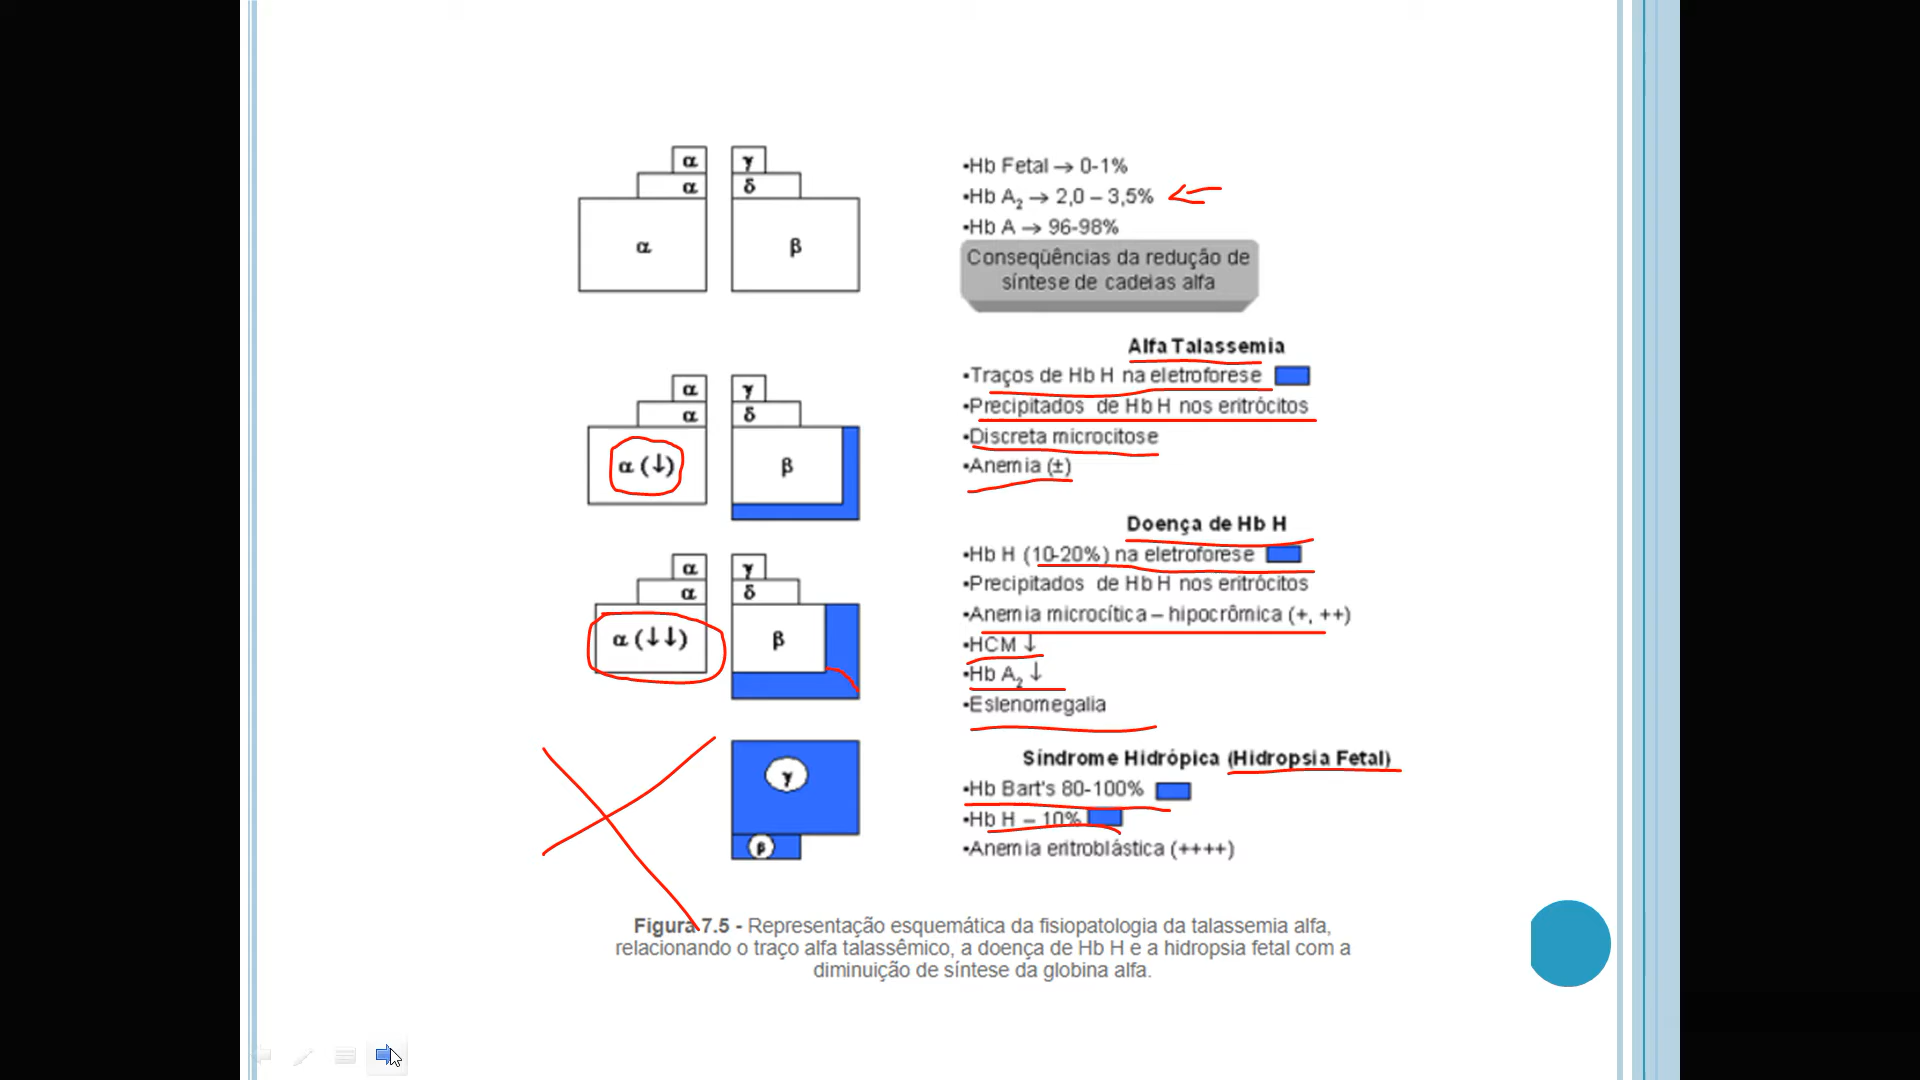 α γ
α δ
α β
•Hb Fetal → 0-1%
•Hb A₂ → 2,0 – 3,5%
•Hb A → 96-98%
Conseqüências da redução de
síntese de cadeias alfa
α γ
α δ
α (↓) β
Alfa Talassemia
•Traços de Hb H na eletroforese
•Precipitados de Hb H nos eritrócitos
•Discreta microcitose
•Anemia (±)
α γ
α δ
α (↓↓) β
Doença de Hb H
•Hb H (10-20%) na eletroforese
•Precipitados de Hb H nos eritrócitos
•Anemia microcítica – hipocrômica (+, ++)
•HCM ↓
•Hb A₂ ↓
•Eslenomegalia
γ
β
Síndrome Hidrópica (Hidropsia Fetal)
•Hb Bart's 80-100%
•Hb H – 10%
•Anemia eritroblástica (++++)
Figura 7.5 - Representação esquemática da fisiopatologia da talassemia alfa,
relacionando o traço alfa talassêmico, a doença de Hb H e a hidropsia fetal com a
diminuição de síntese da globina alfa.